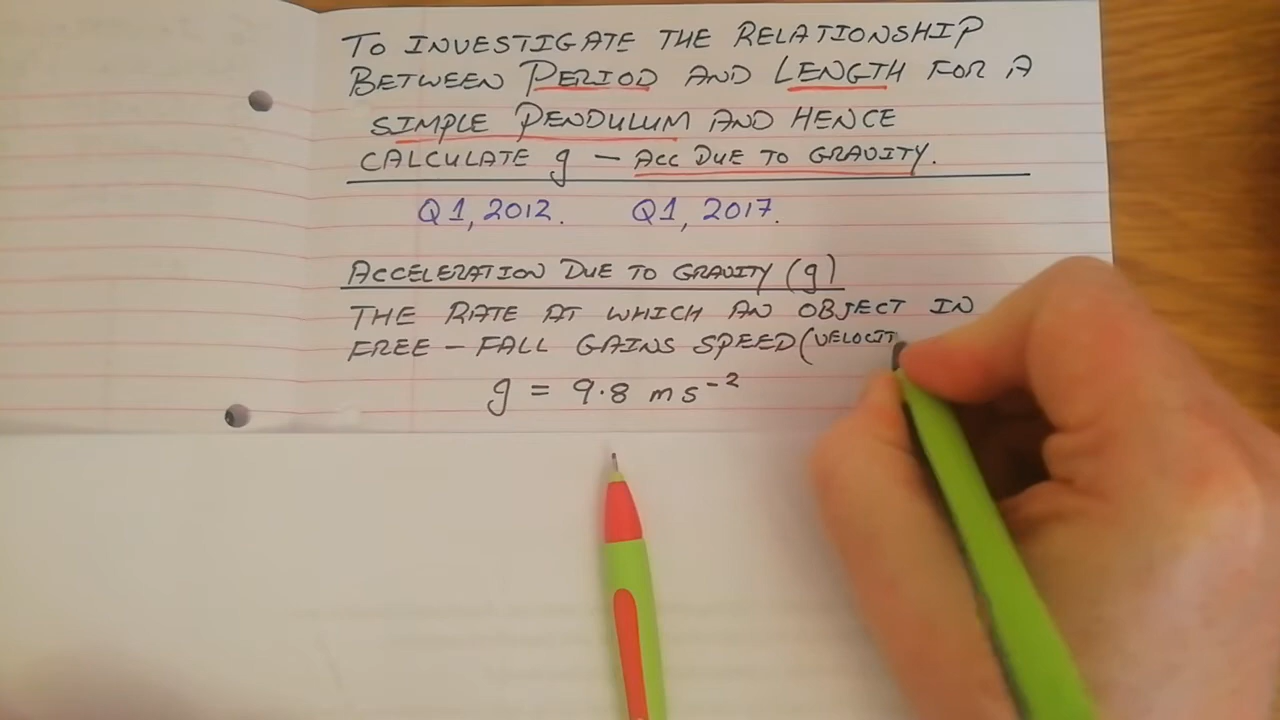 TO INVESTIGATE THE RELATIONSHIP
BETWEEN PERIOD AND LENGTH FOR A
SIMPLE PENDULUM AND HENCE
CALCULATE g – ACC DUE TO GRAVITY.
Q1, 2012. Q1, 2017.
ACCELERATION DUE TO GRAVITY (g)
THE RATE AT WHICH AN OBJECT IN
FREE – FALL GAINS SPEED (VELOCIT
g = 9.8 ms⁻²